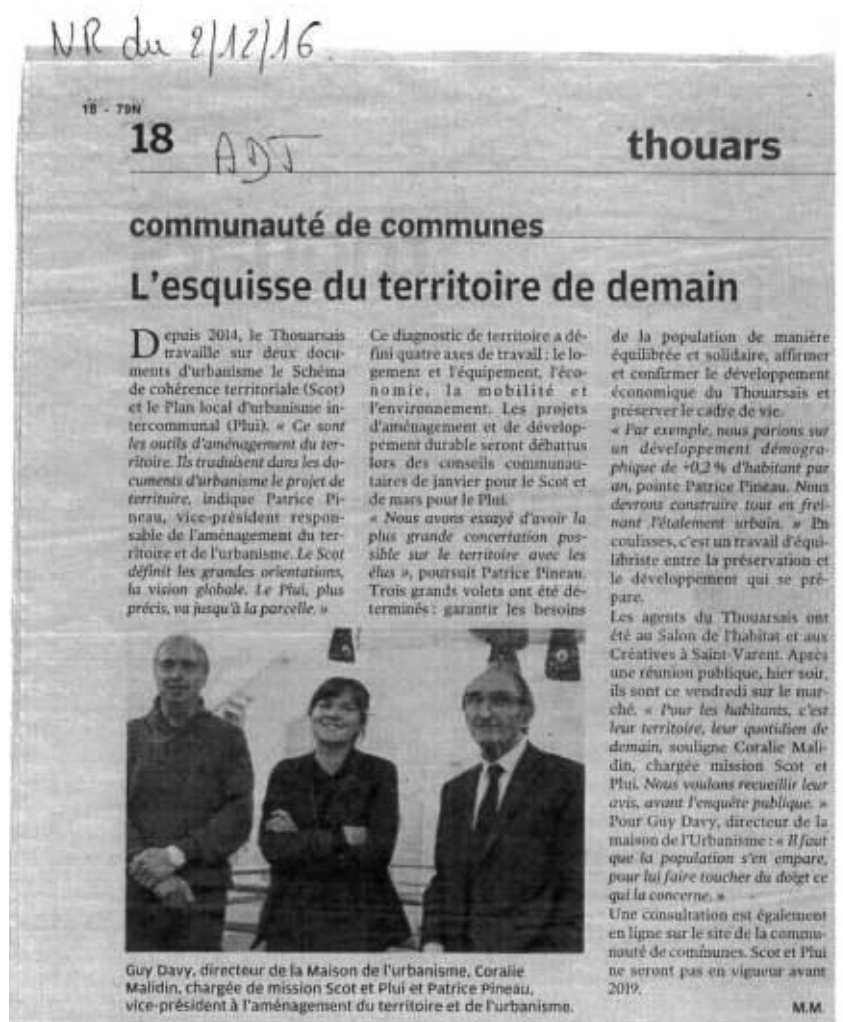 NR du 2/12/16
18 - 79N
18
ADT
thouars
communauté de communes
L'esquisse du territoire de demain
Depuis 2014, le Thouarsais
travaille sur deux docu-
ments d'urbanisme le Schéma
de cohérence territoriale (Scot)
et le Plan local d'urbanisme in-
tercommunal (Plui). « Ce sont
les outils d'aménagement du ter-
ritoire. Ils traduisent dans les do-
cuments d'urbanisme le projet de
territoire, indique Patrice Pi-
neau, vice-président respon-
sable de l'aménagement du ter-
ritoire et de l'urbanisme. Le Scot
définit les grandes orientations,
la vision globale. Le Plui, plus
précis, va jusqu'à la parcelle. »
Ce diagnostic de territoire a dé-
fini quatre axes de travail : le lo-
gement et l'équipement, l'éco-
nomie, la mobilité et
l'environnement. Les projets
d'aménagement et de dévelop-
pement durable seront débattus
lors des conseils communau-
taires de janvier pour le Scot et
de mars pour le Plui.
« Nous avons essayé d'avoir la
plus grande concertation pos-
sible sur le territoire avec les
élus », poursuit Patrice Pineau.
Trois grands volets ont été dé-
terminés : garantir les besoins
de la population de manière
équilibrée et solidaire, affirmer
et confirmer le développement
économique du Thouarsais et
préserver le cadre de vie.
« Par exemple, nous parions sur
un développement démogra-
phique de +0,2 % d'habitant par
an, pointe Patrice Pineau. Nous
devrons construire tout en frei-
nant l'étalement urbain. » En
coulisses, c'est un travail d'équi-
libriste entre la préservation et
le développement qui se pré-
pare.
Les agents du Thouarsais ont
été au Salon de l'habitat et aux
Créatives à Saint-Varent. Après
une réunion publique, hier soir,
ils sont ce vendredi sur le mar-
ché. « Pour les habitants, c'est
leur territoire, leur quotidien de
demain, souligne Coralie Mali-
din, chargée mission Scot et
Plui. Nous voulons recueillir leur
avis, avant l'enquête publique. »
Pour Guy Davy, directeur de la
maison de l'Urbanisme : « Il faut
que la population s'en empare,
pour lui faire toucher du doigt ce
qui la concerne. »
Une consultation est également
en ligne sur le site de la commu-
nauté de communes. Scot et Plui
ne seront pas en vigueur avant
2019.
M.M.
Guy Davy, directeur de la Maison de l'urbanisme, Coralie
Malidin, chargée de mission Scot et Plui et Patrice Pineau,
vice-président à l'aménagement du territoire et de l'urbanisme.